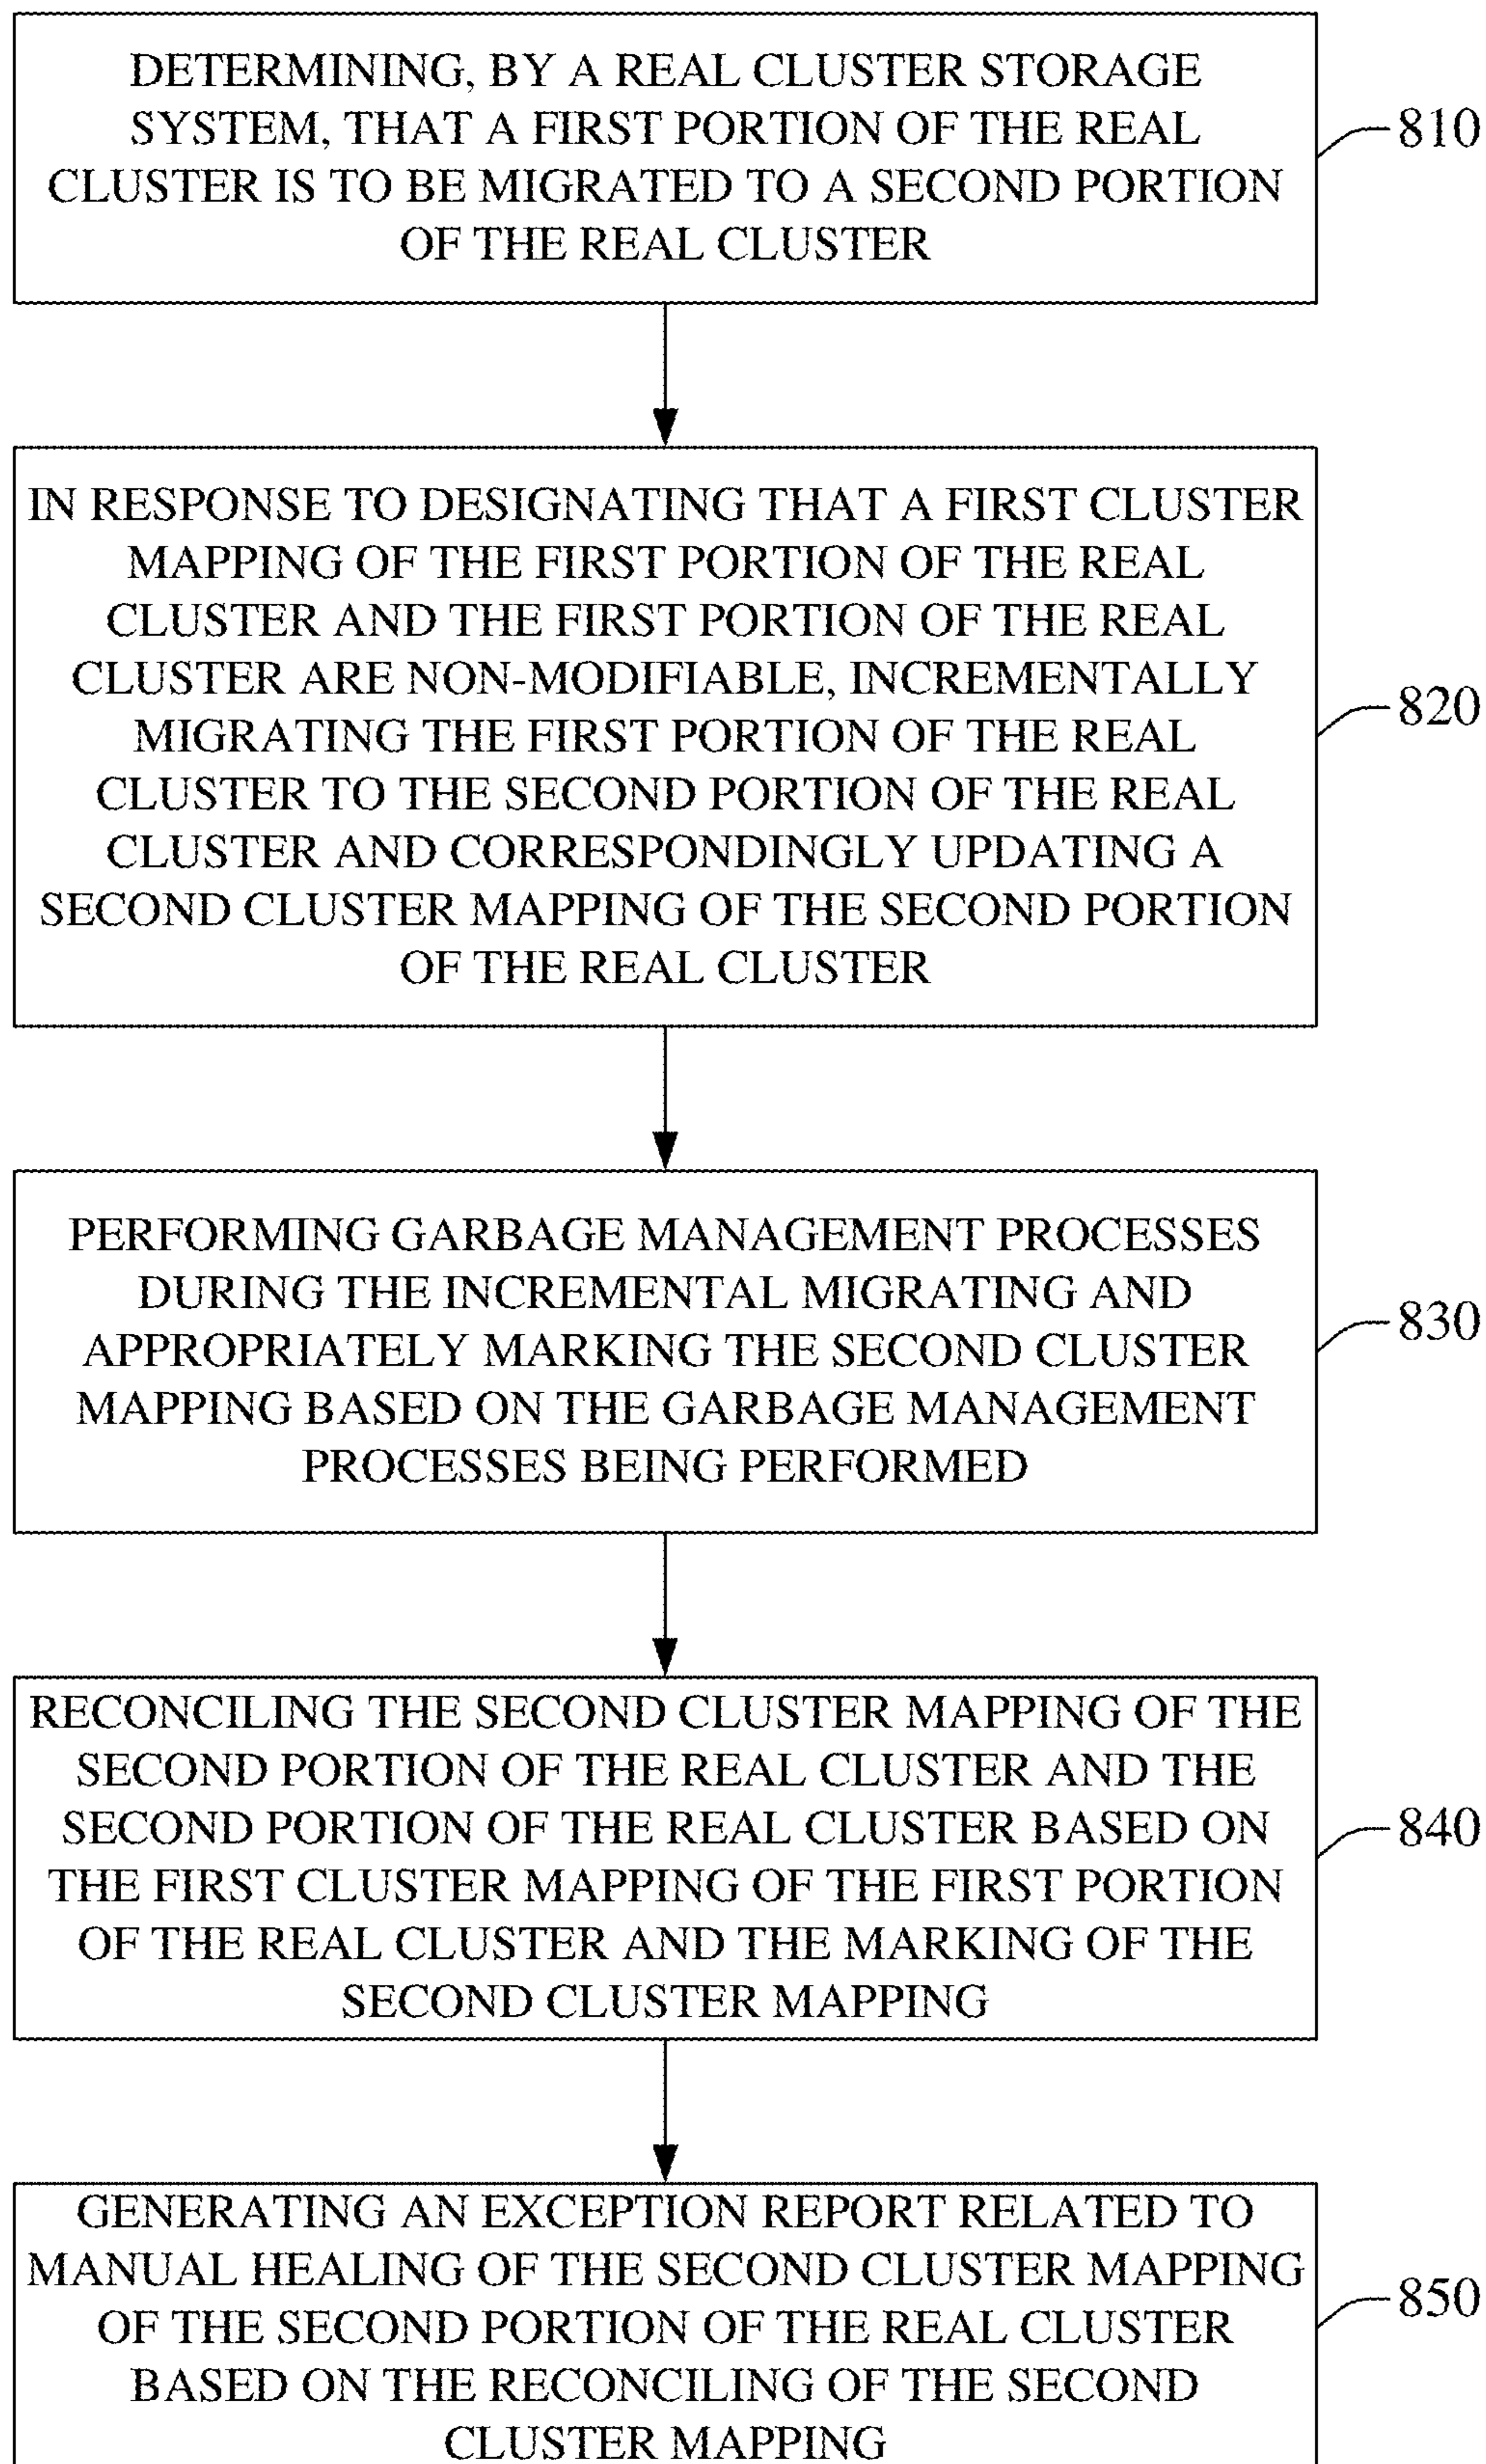 DETERMINING, BY A REAL CLUSTER STORAGE
SYSTEM, THAT A FIRST PORTION OF THE REAL
CLUSTER IS TO BE MIGRATED TO A SECOND PORTION
OF THE REAL CLUSTER
810
IN RESPONSE TO DESIGNATING THAT A FIRST CLUSTER
MAPPING OF THE FIRST PORTION OF THE REAL
CLUSTER AND THE FIRST PORTION OF THE REAL
CLUSTER ARE NON-MODIFIABLE, INCREMENTALLY
MIGRATING THE FIRST PORTION OF THE REAL
CLUSTER TO THE SECOND PORTION OF THE REAL
CLUSTER AND CORRESPONDINGLY UPDATING A
SECOND CLUSTER MAPPING OF THE SECOND PORTION
OF THE REAL CLUSTER
820
PERFORMING GARBAGE MANAGEMENT PROCESSES
DURING THE INCREMENTAL MIGRATING AND
APPROPRIATELY MARKING THE SECOND CLUSTER
MAPPING BASED ON THE GARBAGE MANAGEMENT
PROCESSES BEING PERFORMED
830
RECONCILING THE SECOND CLUSTER MAPPING OF THE
SECOND PORTION OF THE REAL CLUSTER AND THE
SECOND PORTION OF THE REAL CLUSTER BASED ON
THE FIRST CLUSTER MAPPING OF THE FIRST PORTION
OF THE REAL CLUSTER AND THE MARKING OF THE
SECOND CLUSTER MAPPING
840
GENERATING AN EXCEPTION REPORT RELATED TO
MANUAL HEALING OF THE SECOND CLUSTER MAPPING
OF THE SECOND PORTION OF THE REAL CLUSTER
BASED ON THE RECONCILING OF THE SECOND
CLUSTER MAPPING
850